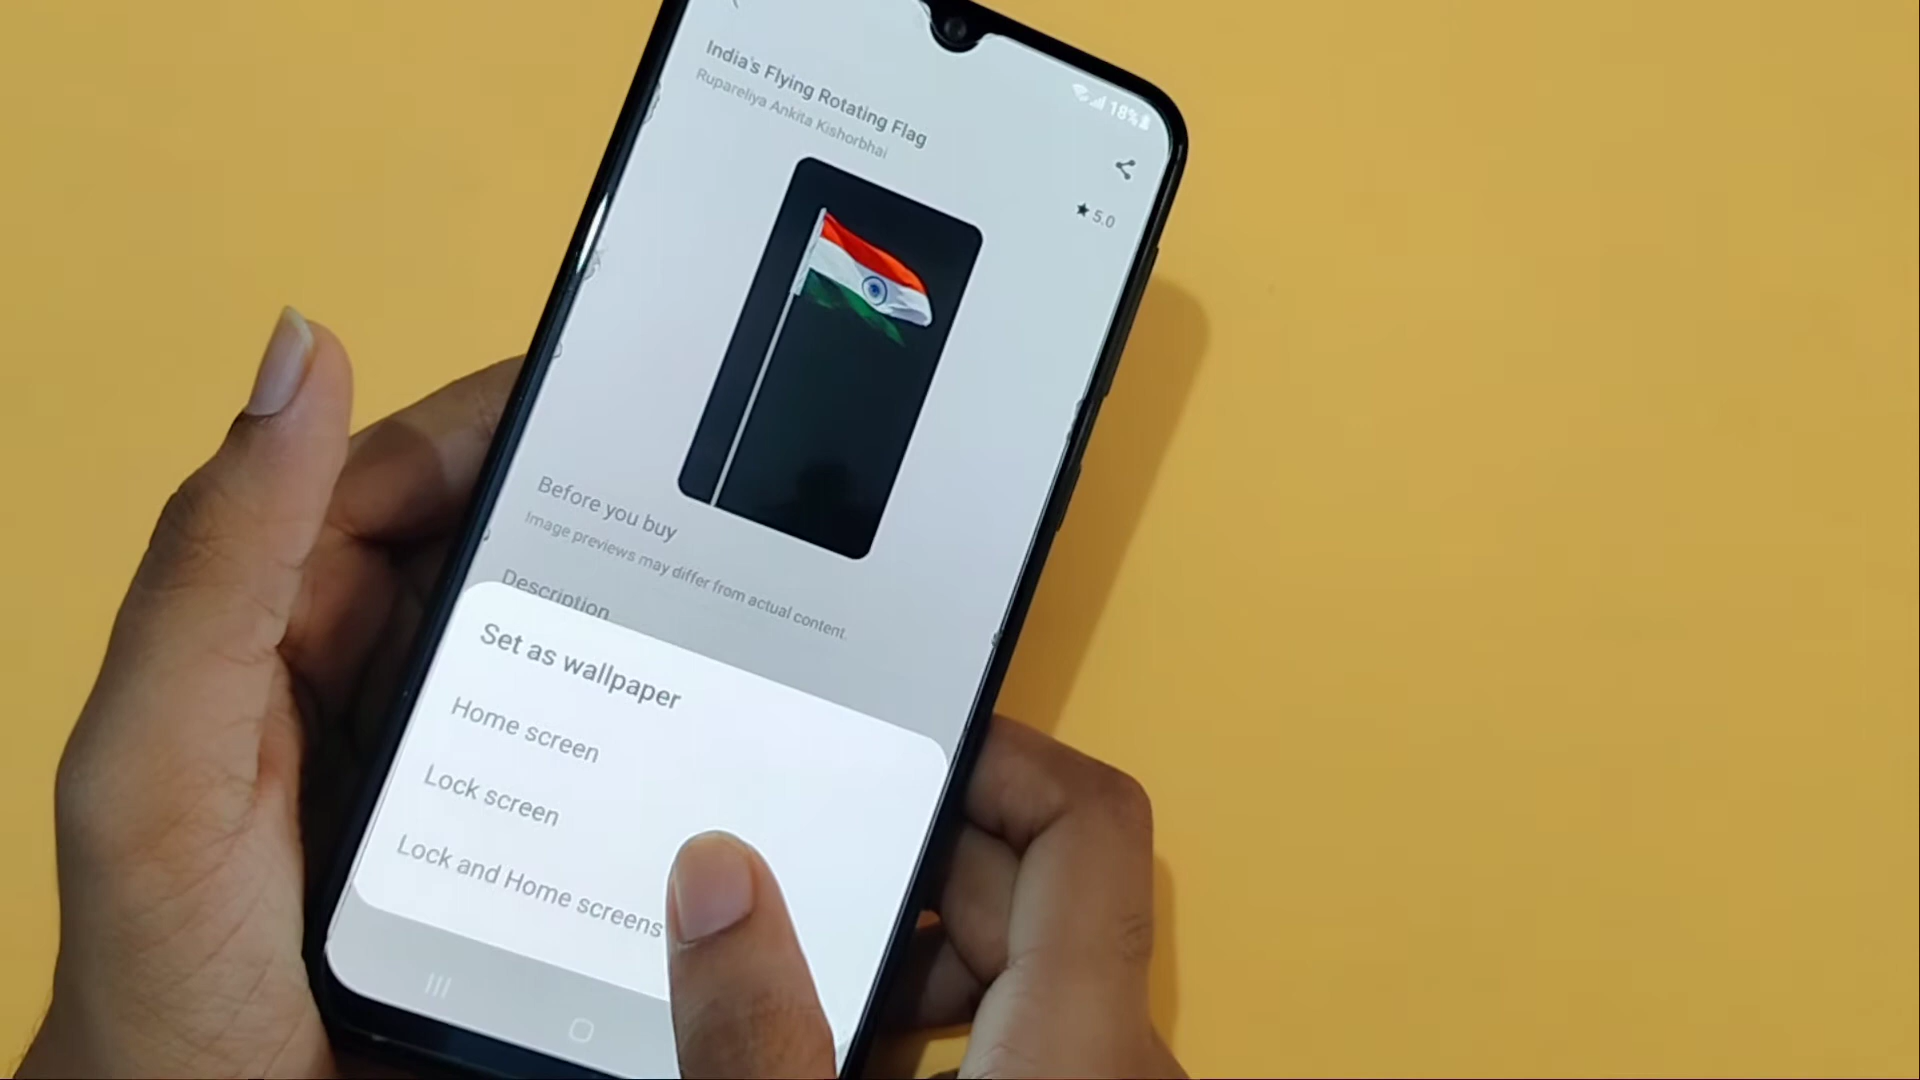 18%
India's Flying Rotating Flag
Rupareliya Ankita Kishorbhai
5.0
Before you buy
Image previews may differ from actual content.
Description
Set as wallpaper
Home screen
Lock screen
Lock and Home screens